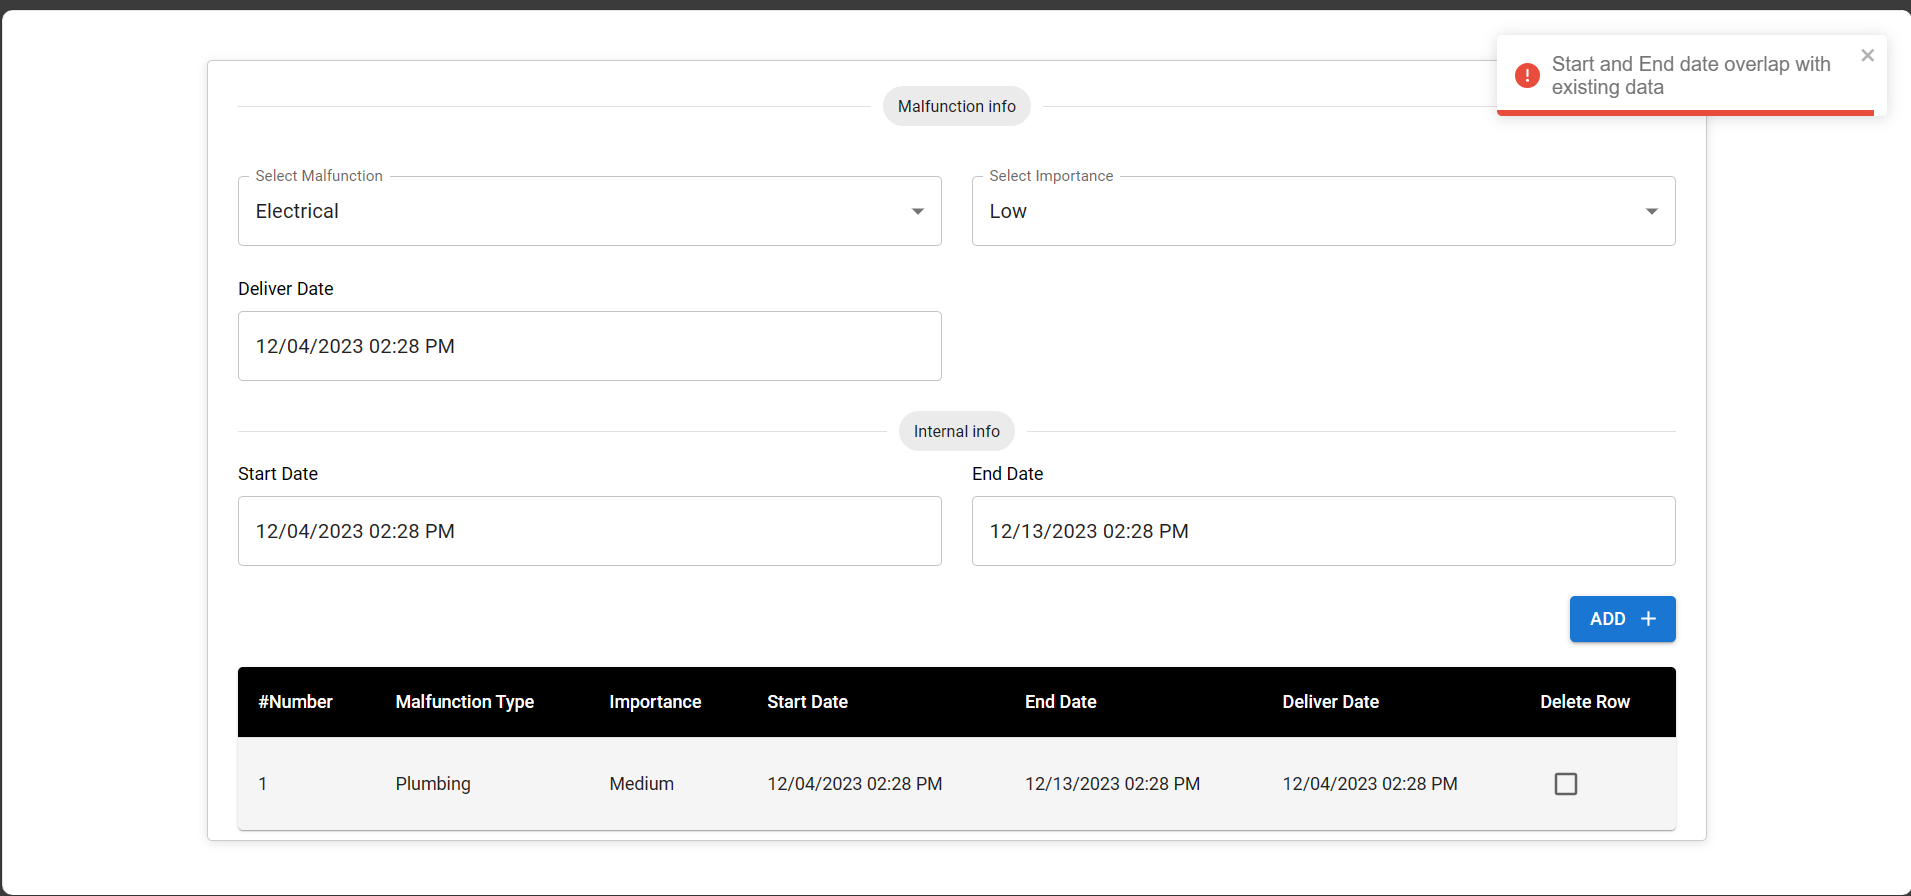 Start and End date overlap with
existing data
Malfunction info
Select Malfunction
Electrical
Select Importance
Low
Deliver Date
12/04/2023 02:28 PM
Internal info
Start Date
12/04/2023 02:28 PM
End Date
12/13/2023 02:28 PM
ADD +
#Number Malfunction Type Importance Start Date End Date Deliver Date Delete Row
1 Plumbing Medium 12/04/2023 02:28 PM 12/13/2023 02:28 PM 12/04/2023 02:28 PM